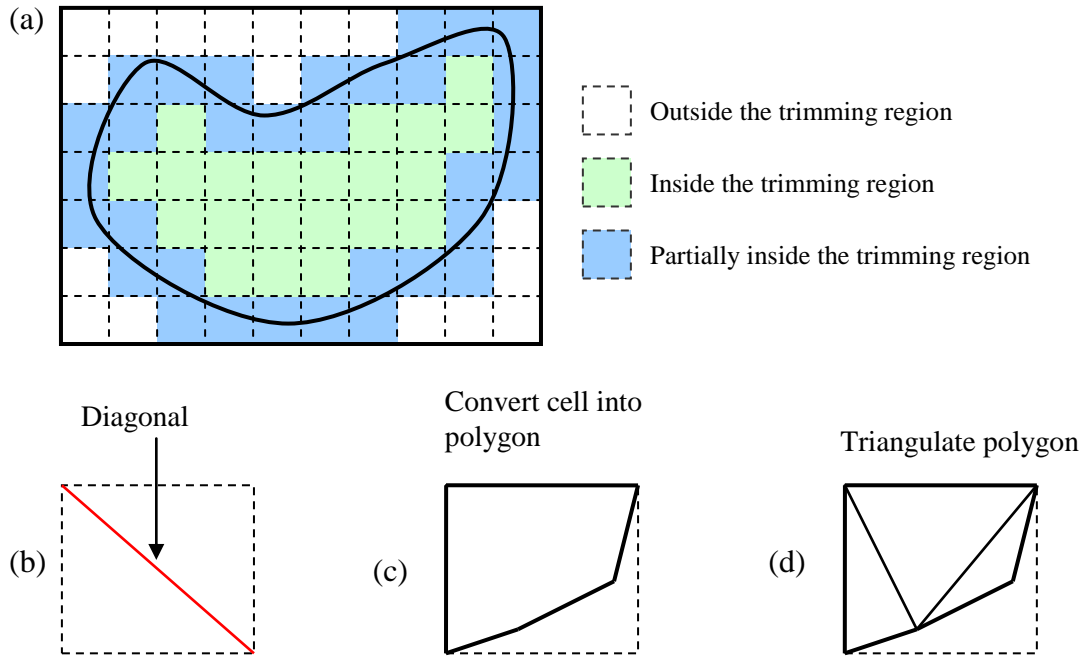 (a)
Outside the trimming region
Inside the trimming region
Partially inside the trimming region
Diagonal
(b)
Convert cell into
polygon
(c)
Triangulate polygon
(d)